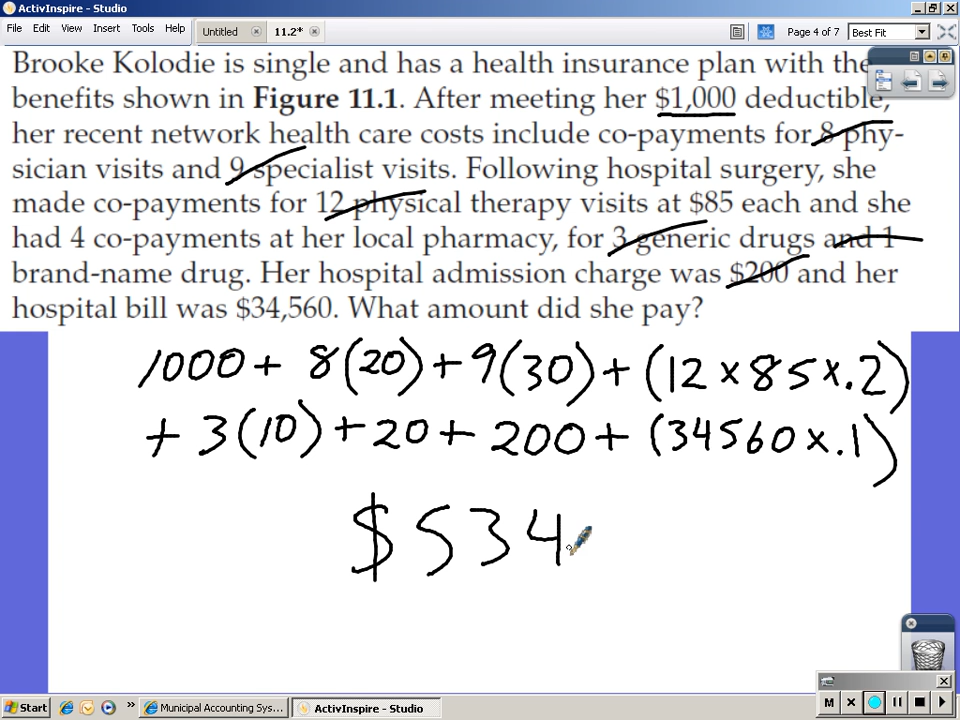 ActivInspire - Studio
File Edit View Insert Tools Help Untitled 11.2* Page 4 of 7 Best Fit
Brooke Kolodie is single and has a health insurance plan with the
benefits shown in Figure 11.1. After meeting her $1,000 deductible,
her recent network health care costs include co-payments for 8 phy-
sician visits and 9 specialist visits. Following hospital surgery, she
made co-payments for 12 physical therapy visits at $85 each and she
had 4 co-payments at her local pharmacy, for 3 generic drugs and 1
brand-name drug. Her hospital admission charge was $200 and her
hospital bill was $34,560. What amount did she pay?
1000 + 8(20) + 9(30) + (12 x 85 x .2)
+ 3(10) + 20 + 200 + (34560 x .1)
$534
M
Start » Municipal Accounting Sys... ActivInspire - Studio